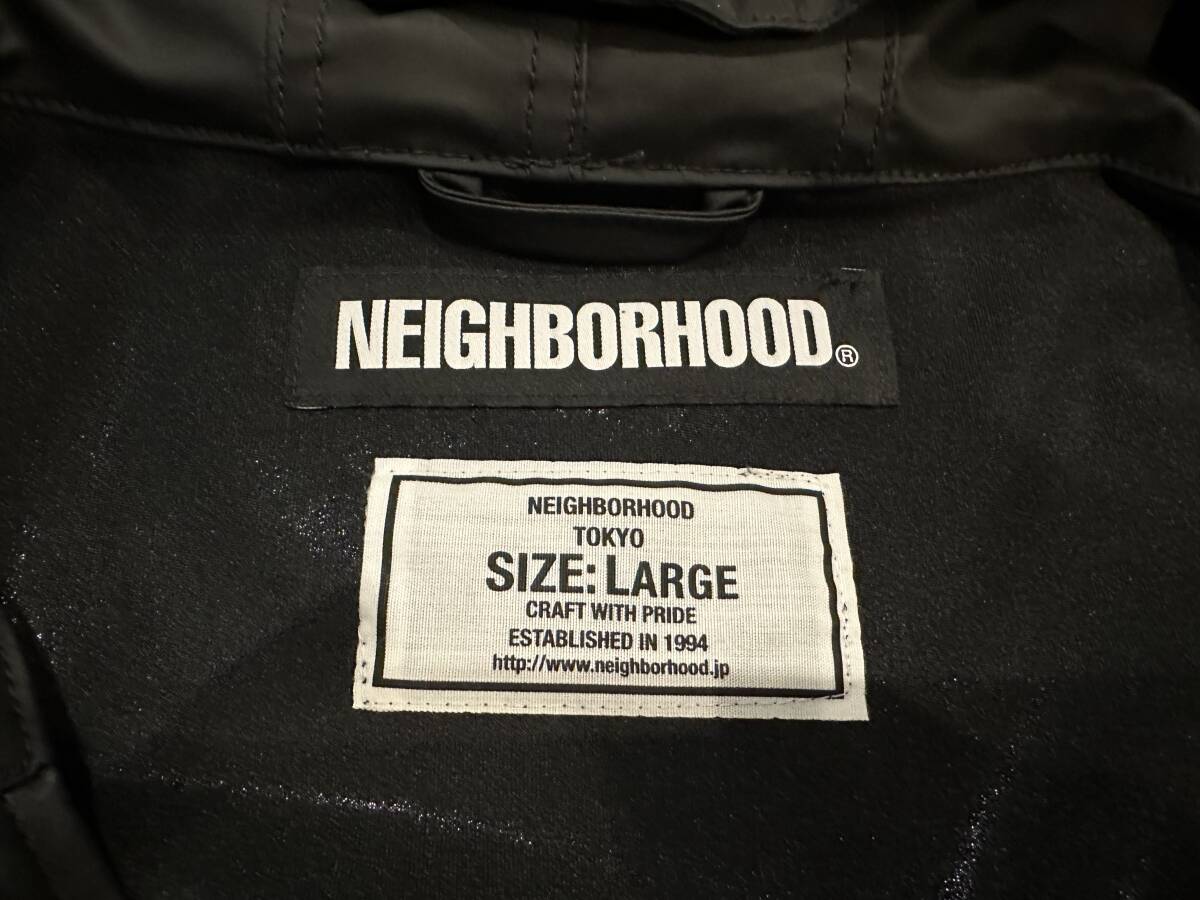 NEIGHBORHOOD®
NEIGHBORHOOD
TOKYO
SIZE: LARGE
CRAFT WITH PRIDE
ESTABLISHED IN 1994
http://www.neighborhood.jp